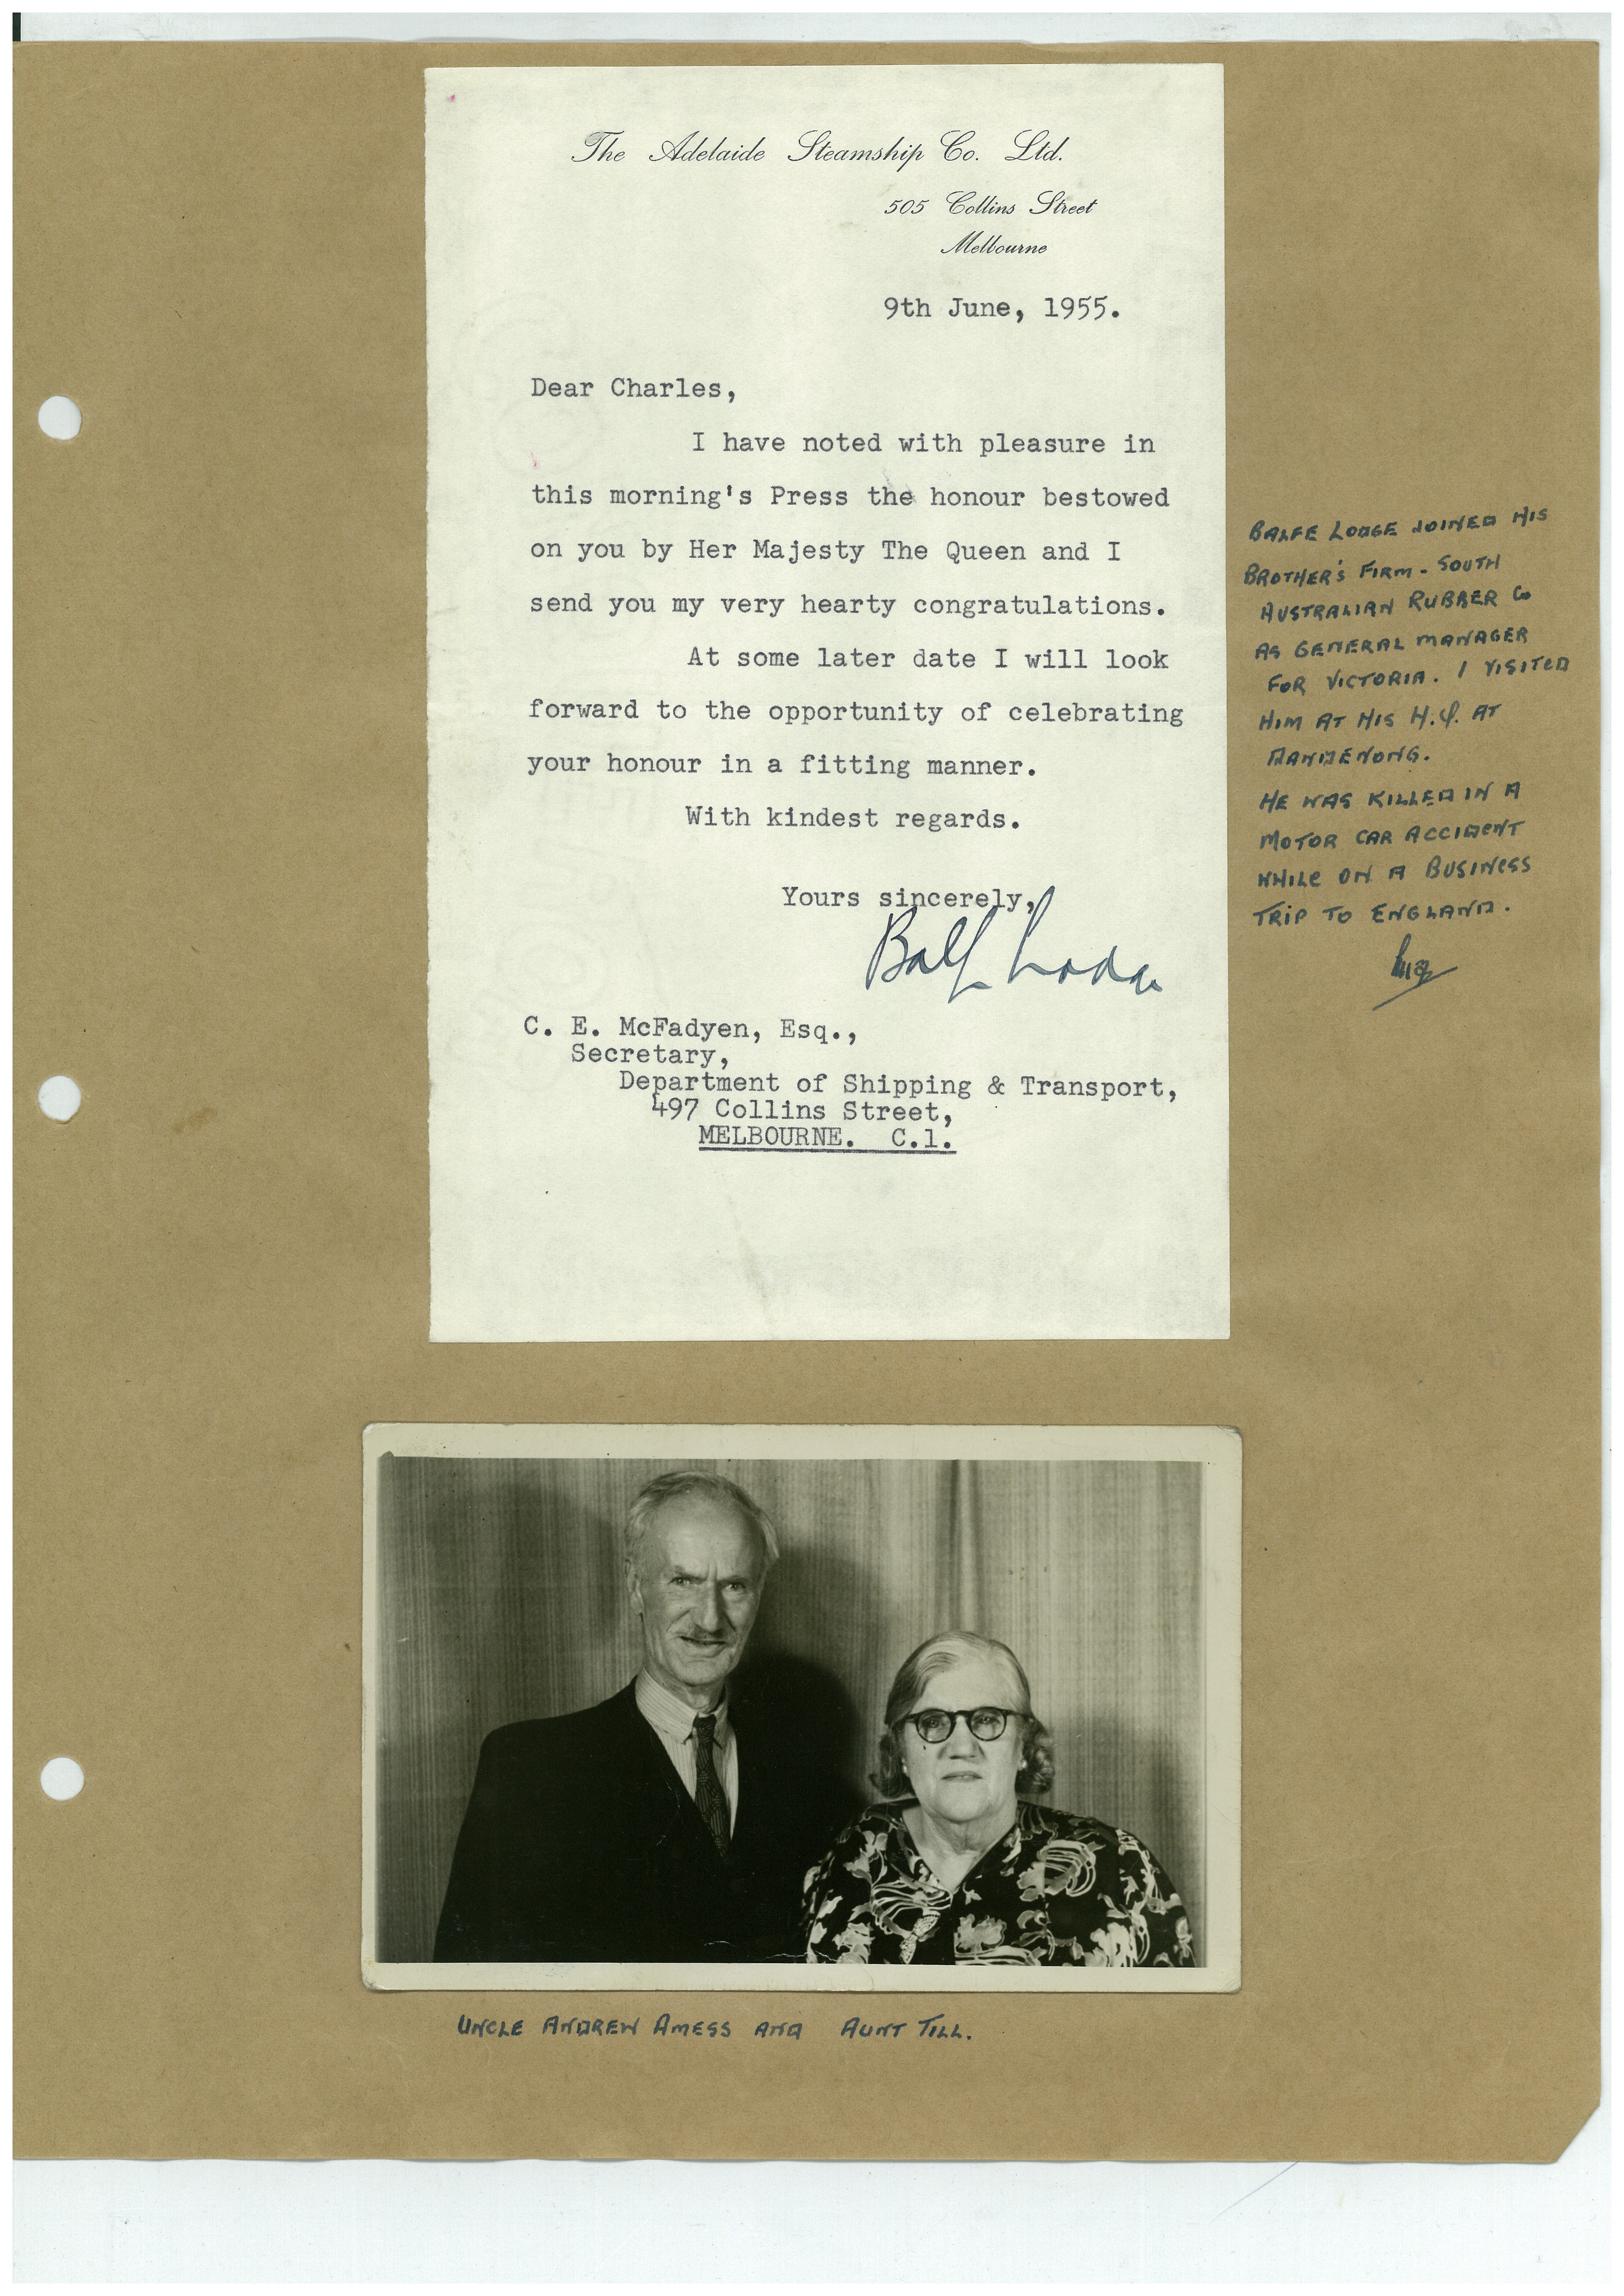 The Adelaide Steamship Co. Ltd.
505 Collins Street
Melbourne
9th June, 1955.
Dear Charles,
I have noted with pleasure in
this morning's Press the honour bestowed
on you by Her Majesty The Queen and I
send you my very hearty congratulations.
At some later date I will look
forward to the opportunity of celebrating
your honour in a fitting manner.
With kindest regards.
Yours sincerely,
Balfe Lodge
C. E. McFadyen, Esq.,
Secretary,
Department of Shipping & Transport,
497 Collins Street,
MELBOURNE. C.1.
BALFE LODGE JOINED HIS
BROTHER'S FIRM - SOUTH
AUSTRALIAN RUBBER Co
AS GENERAL MANAGER
FOR VICTORIA. I VISITED
HIM AT HIS H.Q. AT
DANDENONG.
HE WAS KILLED IN A
MOTOR CAR ACCIDENT
WHILE ON A BUSINESS
TRIP TO ENGLAND.
UNCLE ANDREW AMESS AND AUNT TILL.